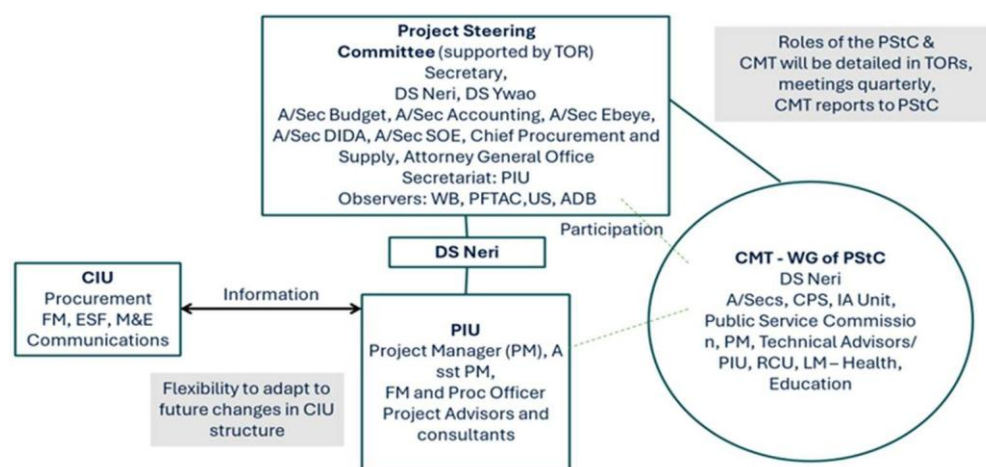 Project Steering
Committee (supported by TOR)
Secretary,
DS Neri, DS Ywao
A/Sec Budget, A/Sec Accounting, A/Sec Ebeye,
A/Sec DIDA, A/Sec SOE, Chief Procurement and
Supply, Attorney General Office
Secretariat: PIU
Observers: WB, PFTAC,US, ADB
Roles of the PStC &
CMT will be detailed in TORs,
meetings quarterly,
CMT reports to PStC
Participation
DS Neri
CIU
Procurement
FM, ESF, M&E
Communications
Information
PIU
Project Manager (PM), A
sst PM,
FM and Proc Officer
Project Advisors and
consultants
CMT - WG of PStC
DS Neri
A/Secs, CPS, IA Unit,
Public Service Commissio
n, PM, Technical Advisors/
PIU, RCU, LM – Health,
Education
Flexibility to adapt to
future changes in CIU
structure